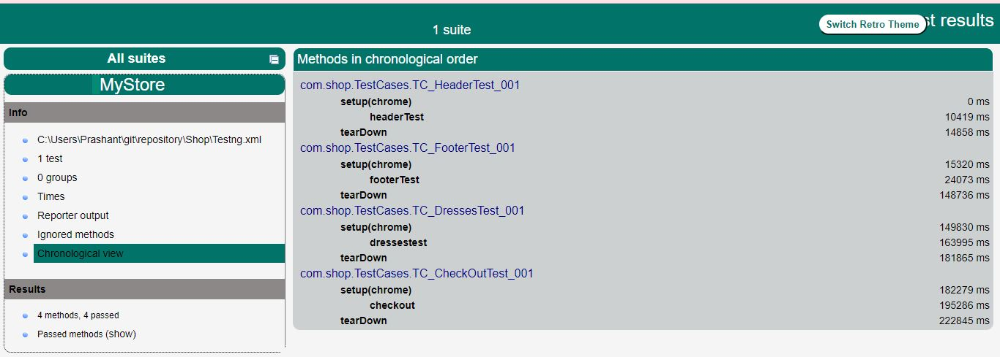 1 suite
Switch Retro Theme
st results
All suites
MyStore
Info
C:\Users\Prashant\git\repository\Shop\Testng.xml
1 test
0 groups
Times
Reporter output
Ignored methods
Chronological view
Results
4 methods, 4 passed
Passed methods (show)
Methods in chronological order
com.shop.TestCases.TC_HeaderTest_001
setup(chrome) 0 ms
headerTest 10419 ms
tearDown 14858 ms
com.shop.TestCases.TC_FooterTest_001
setup(chrome) 15320 ms
footerTest 24073 ms
tearDown 148736 ms
com.shop.TestCases.TC_DressesTest_001
setup(chrome) 149830 ms
dressestest 163995 ms
tearDown 181865 ms
com.shop.TestCases.TC_CheckOutTest_001
setup(chrome) 182279 ms
checkout 195286 ms
tearDown 222845 ms